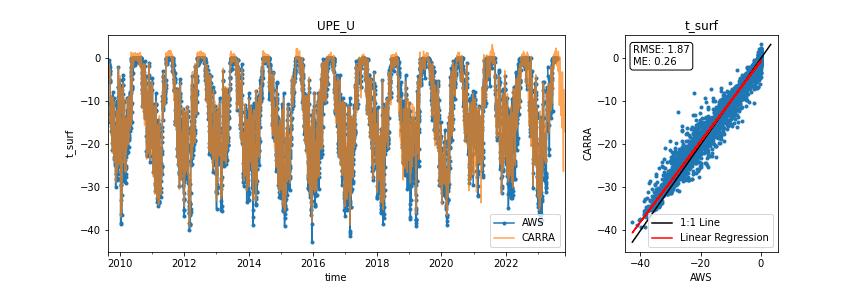 UPE_U
t_surf
0
−10
−20
−30
−40
2010
2012
2014
2016
2018
2020
2022
time
AWS
CARRA
t_surf
RMSE: 1.87
ME: 0.26
CARRA
0
−10
−20
−30
−40
−40
−20
0
AWS
1:1 Line
Linear Regression